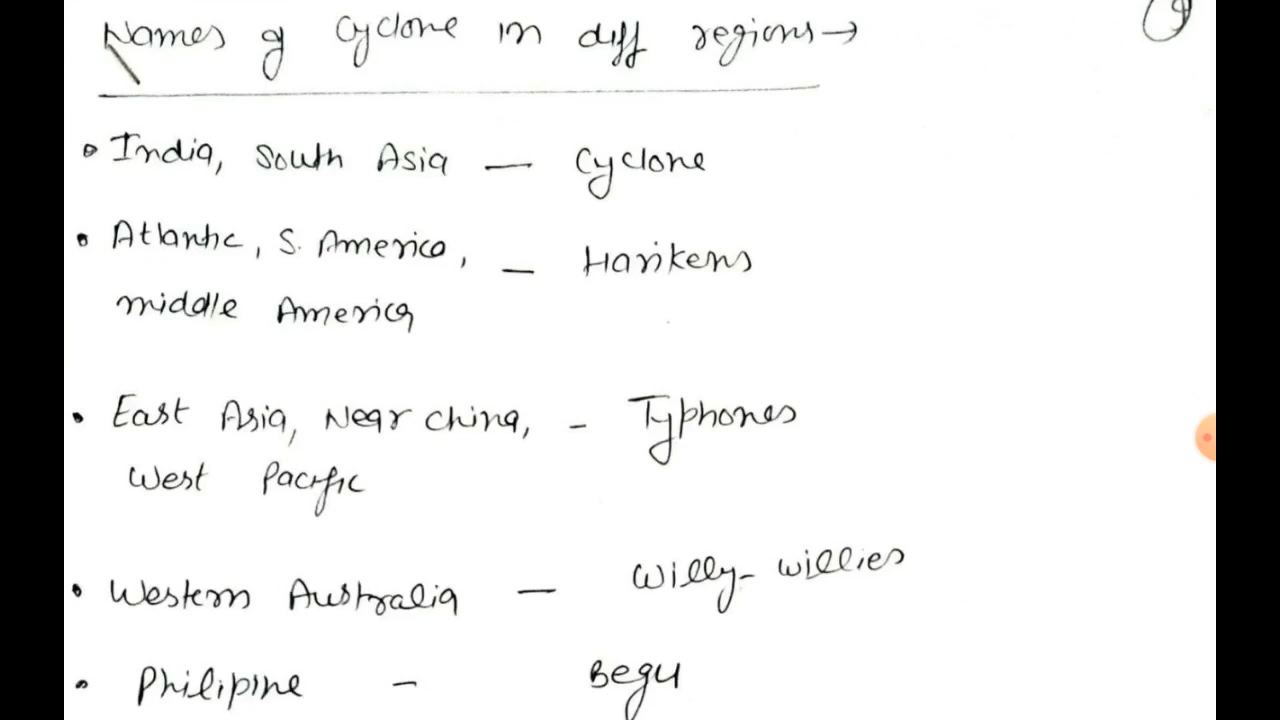 Names of Cyclone in diff regions→
• India, South Asia — Cyclone
• Atlantic, S. America, — Harikens
middle America
• East Asia, Near China, - Typhones
West Pacific
• Western Australia — Willy-willies
• Philipine - Begu